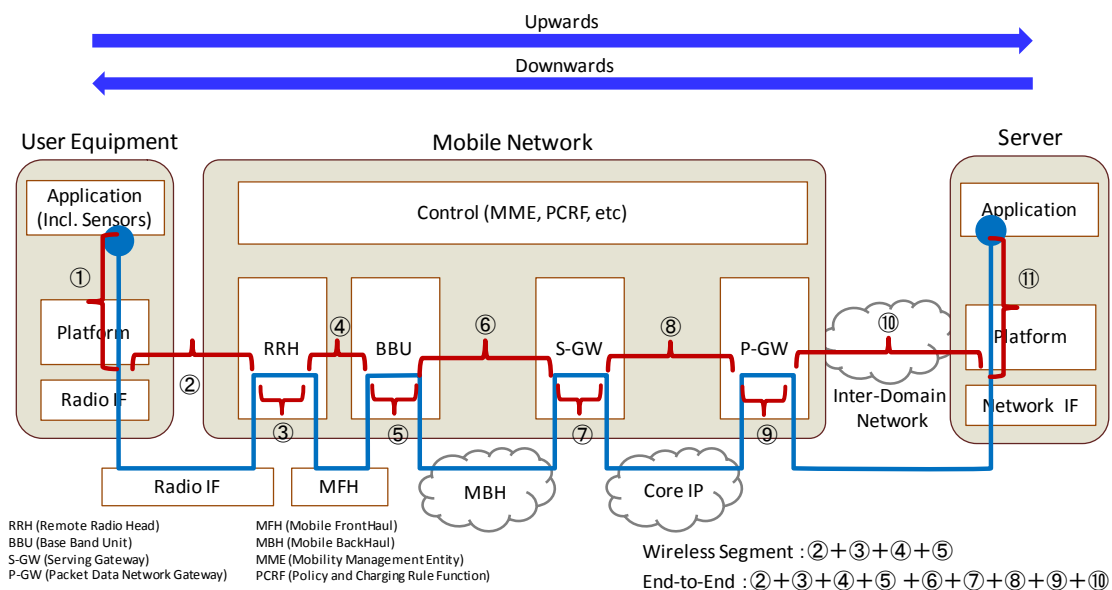 Upwards
Downwards
User Equipment
Mobile Network
Server
Application
(Incl. Sensors)
Control (MME, PCRF, etc)
Application
①
⑪
Platform
④
⑥
⑧
⑩
Platform
RRH
BBU
S-GW
P-GW
②
Radio IF
Inter-Domain
Network
Network IF
③
⑤
⑦
⑨
Radio IF
MFH
MBH
Core IP
RRH (Remote Radio Head)
BBU (Base Band Unit)
S-GW (Serving Gateway)
P-GW (Packet Data Network Gateway)
MFH (Mobile FrontHaul)
MBH (Mobile BackHaul)
MME (Mobility Management Entity)
PCRF (Policy and Charging Rule Function)
Wireless Segment : ②+③+④+⑤
End-to-End : ②+③+④+⑤ +⑥+⑦+⑧+⑨+⑩